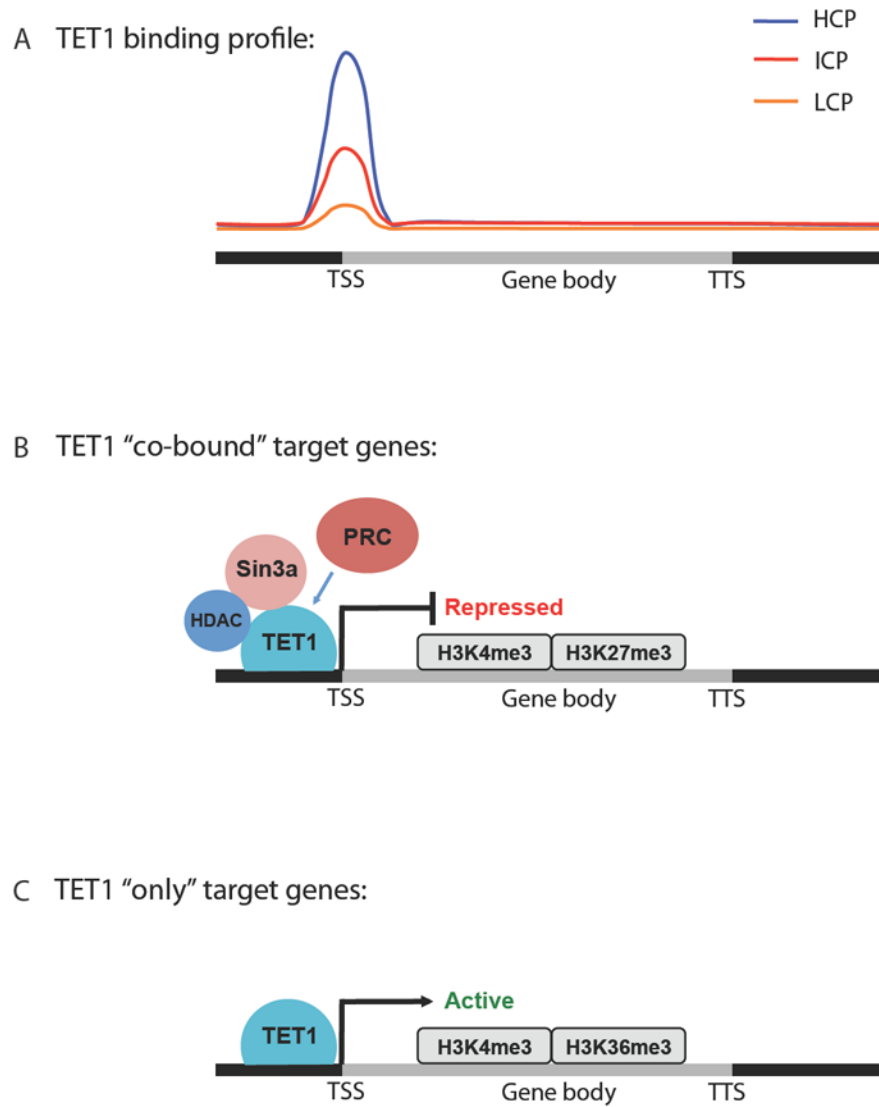 A TET1 binding profile:
HCP
ICP
LCP
TSS Gene body TTS
B TET1 “co-bound” target genes:
PRC
Sin3a
HDAC
TET1
Repressed
H3K4me3 H3K27me3
TSS Gene body TTS
C TET1 “only” target genes:
TET1
Active
H3K4me3 H3K36me3
TSS Gene body TTS